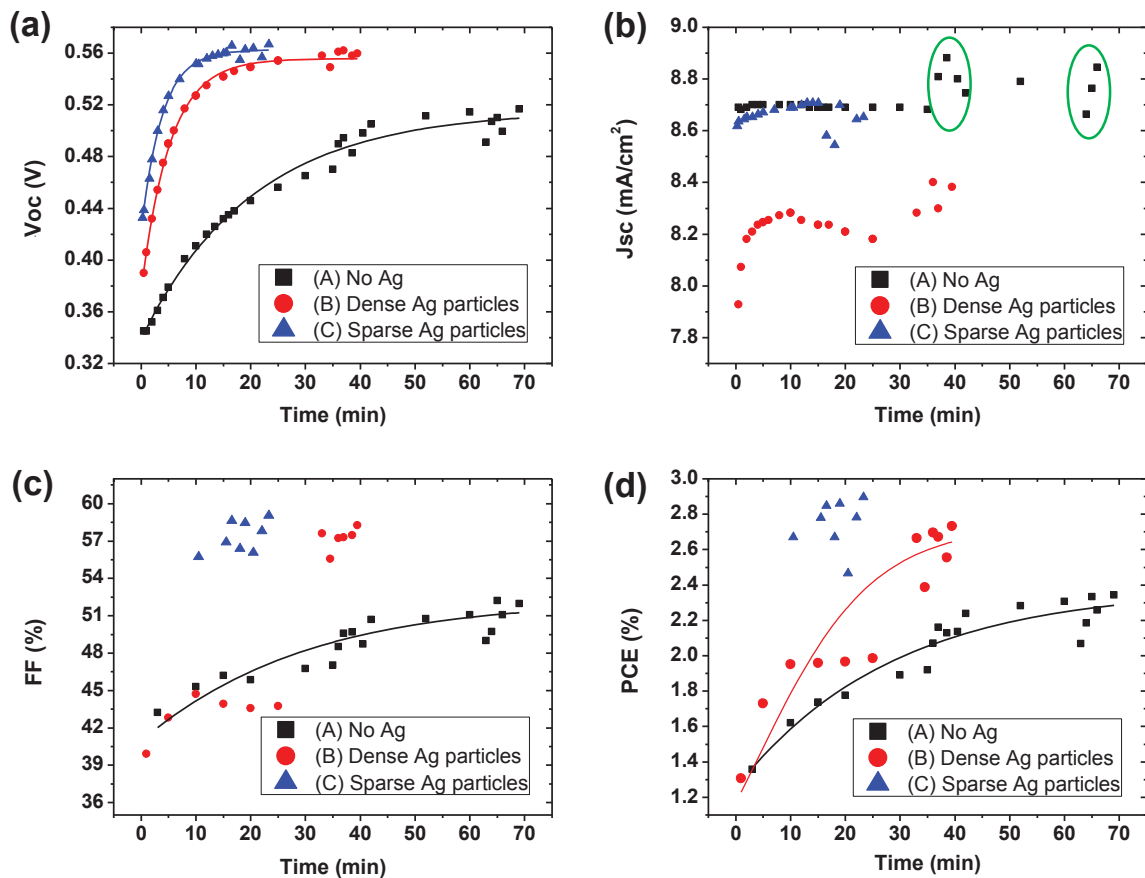 (a)
0.56
0.52
0.48
0.44
0.40
0.36
0.32
Voc (V)
(A) No Ag
(B) Dense Ag particles
(C) Sparse Ag particles
0 10 20 30 40 50 60 70
Time (min)
(b)
9.0
8.8
8.6
8.4
8.2
8.0
7.8
Jsc (mA/cm²)
(A) No Ag
(B) Dense Ag particles
(C) Sparse Ag particles
0 10 20 30 40 50 60 70
Time (min)
(c)
60
57
54
51
48
45
42
39
36
FF (%)
(A) No Ag
(B) Dense Ag particles
(C) Sparse Ag particles
0 10 20 30 40 50 60 70
Time (min)
(d)
3.0
2.8
2.6
2.4
2.2
2.0
1.8
1.6
1.4
1.2
PCE (%)
(A) No Ag
(B) Dense Ag particles
(C) Sparse Ag particles
0 10 20 30 40 50 60 70
Time (min)